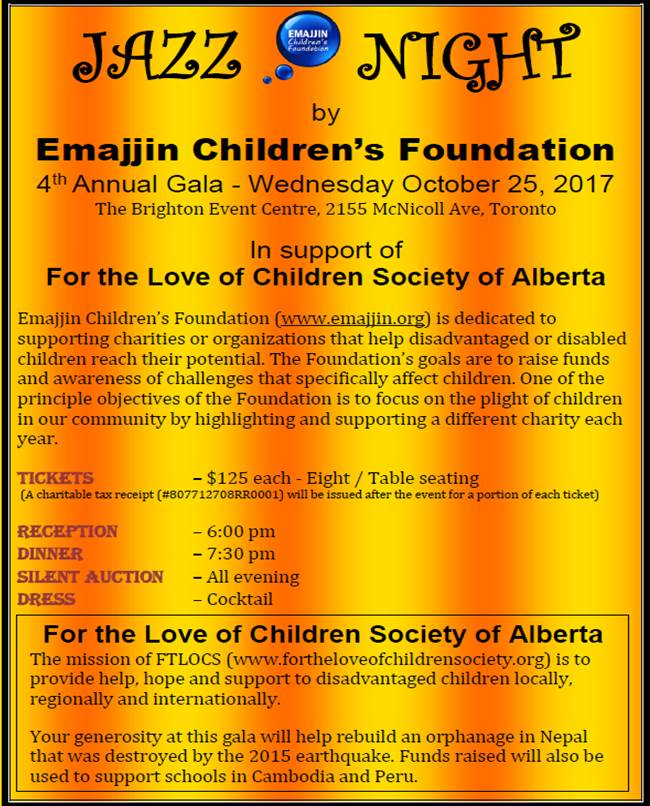 JAZZ NIGHT
EMAJJIN
Children's
Foundation
by
Emajjin Children's Foundation
4th Annual Gala - Wednesday October 25, 2017
The Brighton Event Centre, 2155 McNicoll Ave, Toronto
In support of
For the Love of Children Society of Alberta
Emajjin Children's Foundation (www.emajjin.org) is dedicated to
supporting charities or organizations that help disadvantaged or disabled
children reach their potential. The Foundation's goals are to raise funds
and awareness of challenges that specifically affect children. One of the
principle objectives of the Foundation is to focus on the plight of children
in our community by highlighting and supporting a different charity each
year.
TICKETS – $125 each - Eight / Table seating
(A charitable tax receipt (#807712708RR0001) will be issued after the event for a portion of each ticket)
RECEPTION – 6:00 pm
DINNER – 7:30 pm
SILENT AUCTION – All evening
DRESS – Cocktail
For the Love of Children Society of Alberta
The mission of FTLOCS (www.fortheloveofchildrensociety.org) is to
provide help, hope and support to disadvantaged children locally,
regionally and internationally.
Your generosity at this gala will help rebuild an orphanage in Nepal
that was destroyed by the 2015 earthquake. Funds raised will also be
used to support schools in Cambodia and Peru.